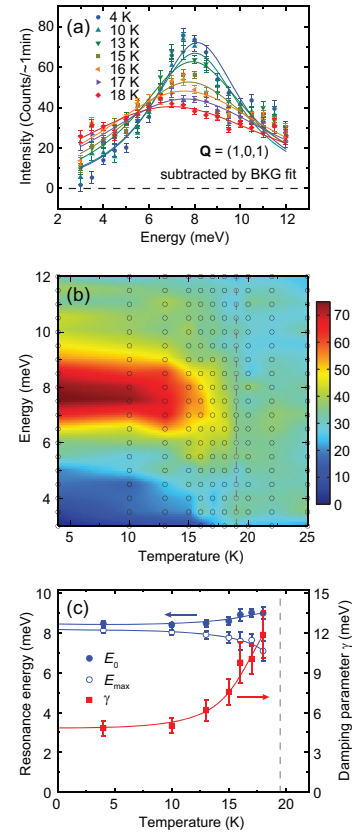 (a)
4 K
10 K
13 K
15 K
16 K
17 K
18 K
Q = (1,0,1)
subtracted by BKG fit
Intensity (Counts/~1min)
80
60
40
20
0
2 4 6 8 10 12 14
Energy (meV)
(b)
Energy (meV)
12
10
8
6
4
5 10 15 20 25
Temperature (K)
70
60
50
40
30
20
10
0
(c)
Resonance energy (meV)
10
8
6
4
2
0
E0
Emax
γ
0 5 10 15 20
Temperature (K)
15
12
9
6
3
0
Damping parameter γ (meV)